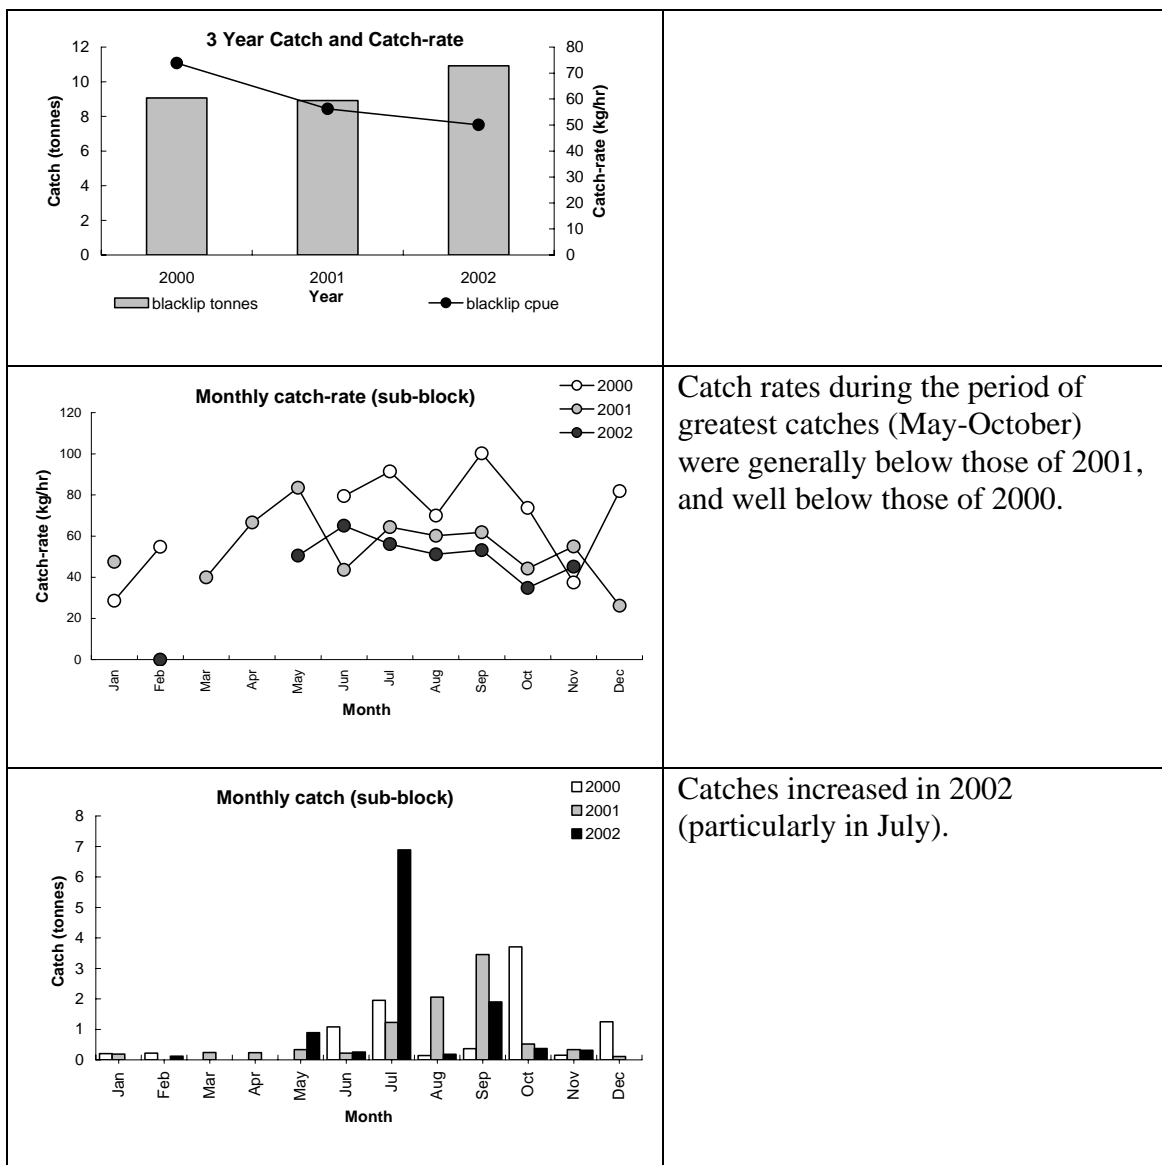 3 Year Catch and Catch-rate
12
10
8
6
4
2
0
Catch (tonnes)
80
70
60
50
40
30
20
10
0
Catch-rate (kg/hr)
2000 2001 2002
Year
blacklip tonnes blacklip cpue
Monthly catch-rate (sub-block)
2000
2001
2002
120
100
80
60
40
20
0
Catch-rate (kg/hr)
Jan Feb Mar Apr May Jun Jul Aug Sep Oct Nov Dec
Month
Catch rates during the period of
greatest catches (May-October)
were generally below those of 2001,
and well below those of 2000.
Monthly catch (sub-block)
2000
2001
2002
8
7
6
5
4
3
2
1
0
Catch (tonnes)
Jan Feb Mar Apr May Jun Jul Aug Sep Oct Nov Dec
Month
Catches increased in 2002
(particularly in July).